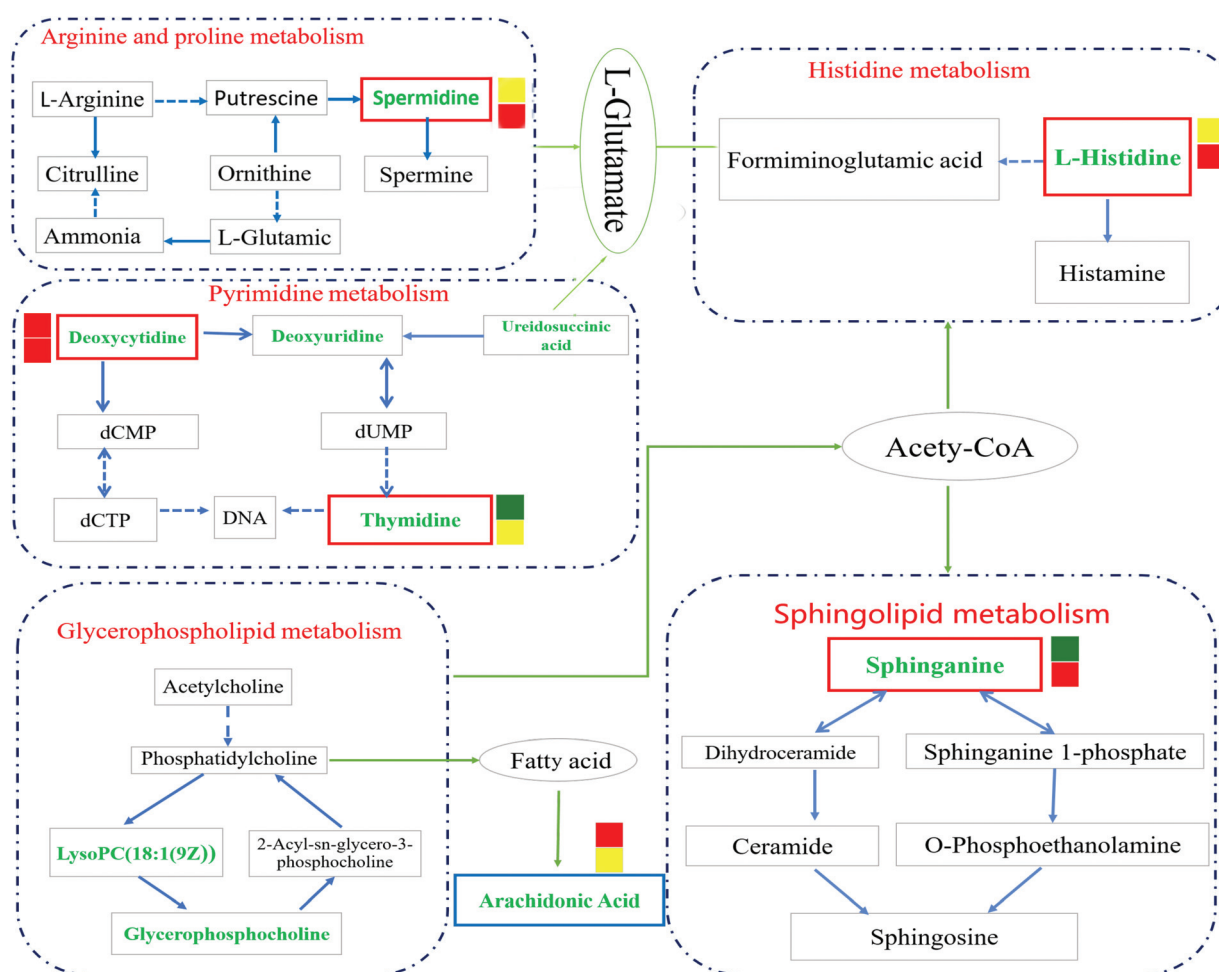 Arginine and proline metabolism
L-Arginine
Putrescine
Spermidine
Citrulline
Ornithine
Spermine
Ammonia
L-Glutamic
L-Glutamate
Histidine metabolism
Formiminoglutamic acid
L-Histidine
Histamine
Pyrimidine metabolism
Deoxycytidine
Deoxyuridine
Ureidosuccinic
acid
dCMP
dUMP
dCTP
DNA
Thymidine
Acety-CoA
Glycerophospholipid metabolism
Acetylcholine
Phosphatidylcholine
LysoPC(18:1(9Z))
2-Acyl-sn-glycero-3-
phosphocholine
Glycerophosphocholine
Fatty acid
Arachidonic Acid
Sphingolipid metabolism
Sphinganine
Dihydroceramide
Sphinganine 1-phosphate
Ceramide
O-Phosphoethanolamine
Sphingosine